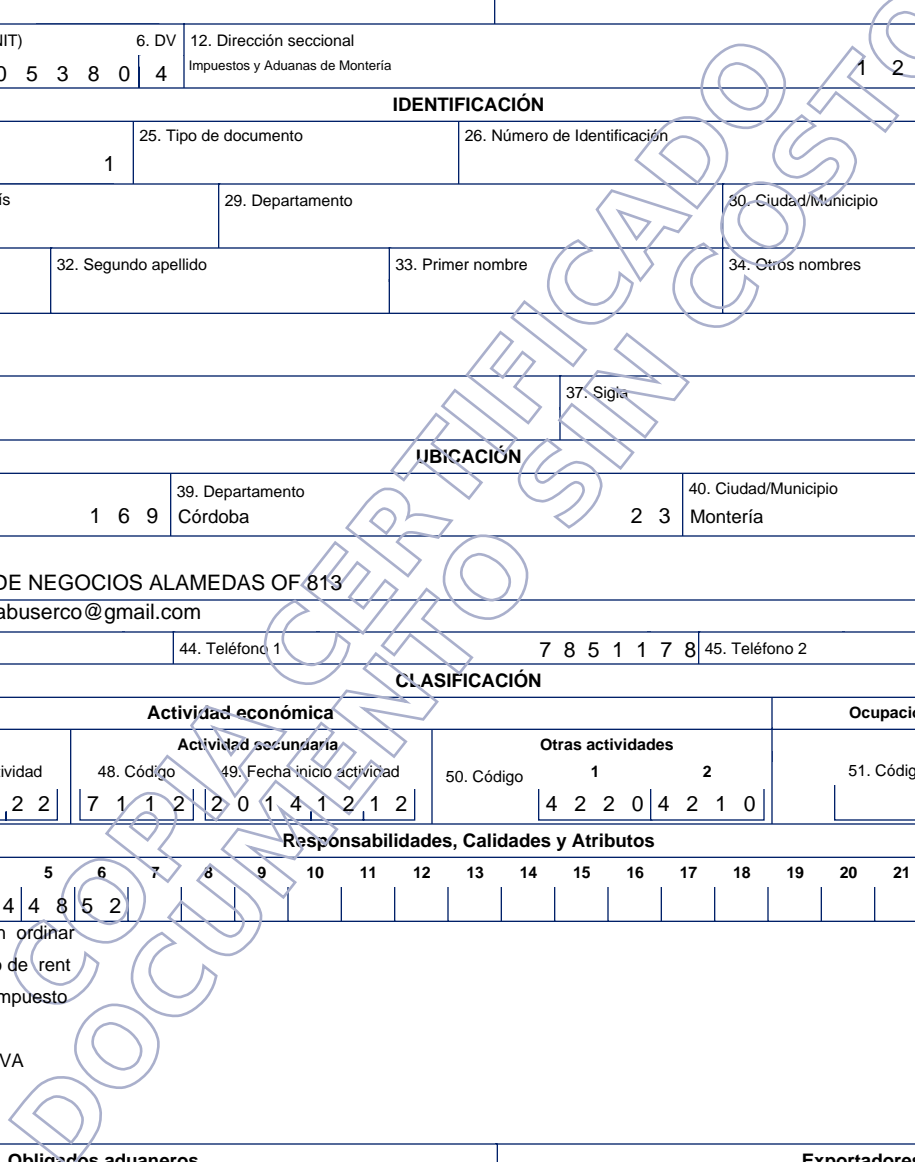 NIT) 6. DV 12. Dirección seccional
0 5 3 8 0 4 Impuestos y Aduanas de Montería 1 2
IDENTIFICACIÓN
25. Tipo de documento 26. Número de Identificación
1
ís 29. Departamento 30. Ciudad/Municipio
32. Segundo apellido 33. Primer nombre 34. Otros nombres
37. Sigla
UBICACIÓN
39. Departamento 40. Ciudad/Municipio
1 6 9 Córdoba 2 3 Montería
DE NEGOCIOS ALAMEDAS OF 813
abuserco@gmail.com
44. Teléfono 1 7 8 5 1 1 7 8 45. Teléfono 2
CLASIFICACIÓN
Actividad económica Ocupació
Actividad secundaria Otras actividades
ividad 48. Código 49. Fecha inicio actividad 50. Código 1 2 51. Códig
2 2 7 1 1 2 2 0 1 4 1 2 1 2 4 2 2 0 4 2 1 0
Responsabilidades, Calidades y Atributos
5 6 7 8 9 10 11 12 13 14 15 16 17 18 19 20 21
4 4 8 5 2
n ordinar
o de rent
mpuesto
VA
Obligados aduaneros Exportadores
COPIA CERTIFICADO
DOCUMENTO SIN COSTO